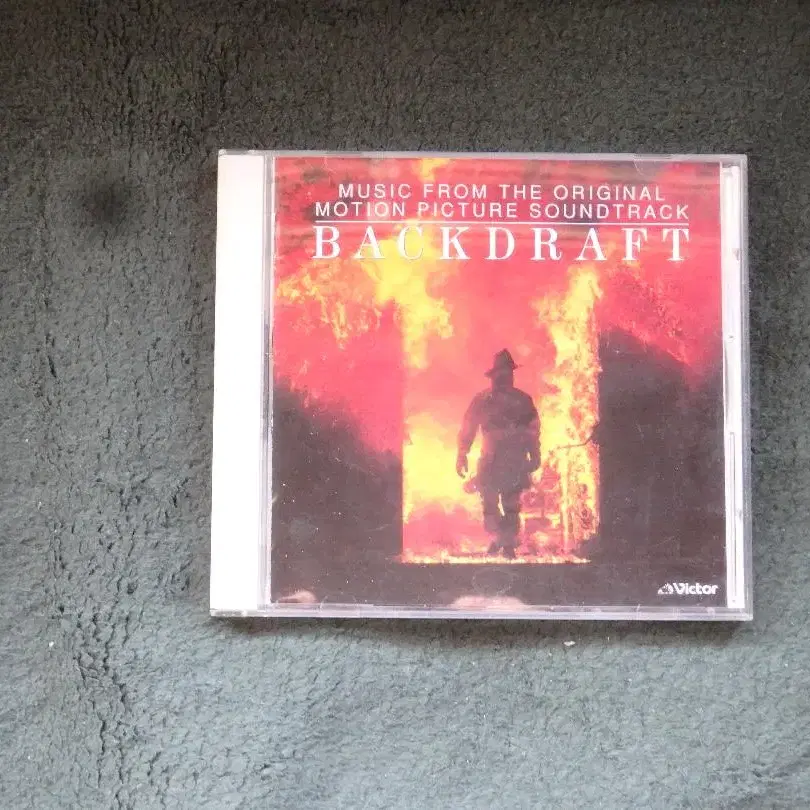 MUSIC FROM THE ORIGINAL
MOTION PICTURE SOUNDTRACK
BACKDRAFT
Victor